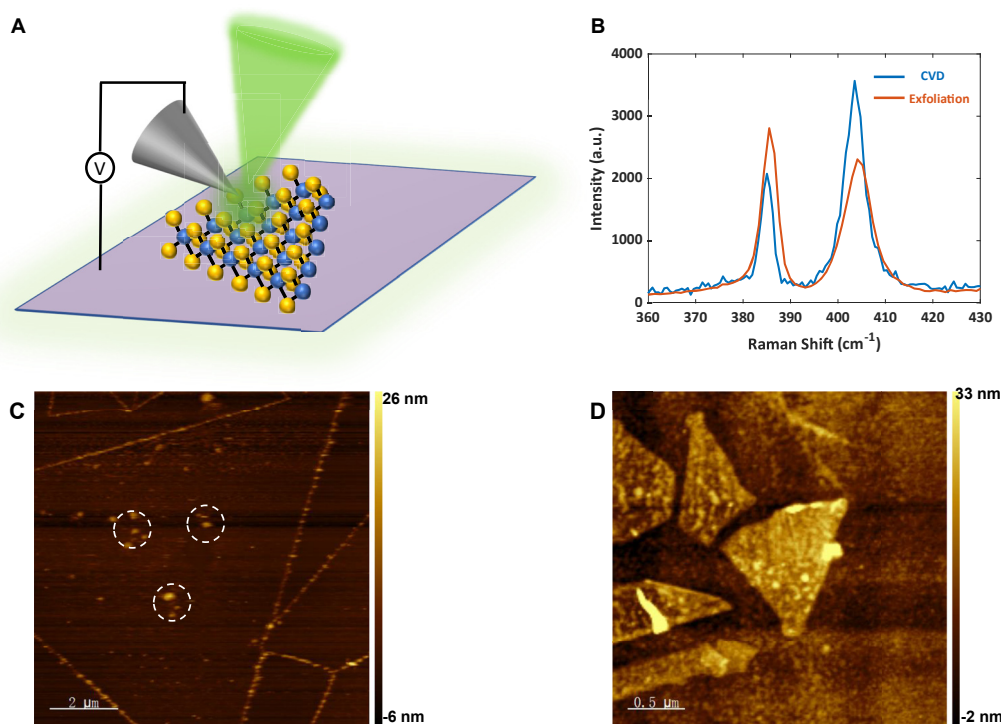 A
V
B
4000
3000
2000
1000
0
360 370 380 390 400 410 420 430
Intensity (a.u.)
Raman Shift (cm-1)
CVD
Exfoliation
C
26 nm
-6 nm
2 μm
D
33 nm
-2 nm
0.5 μm